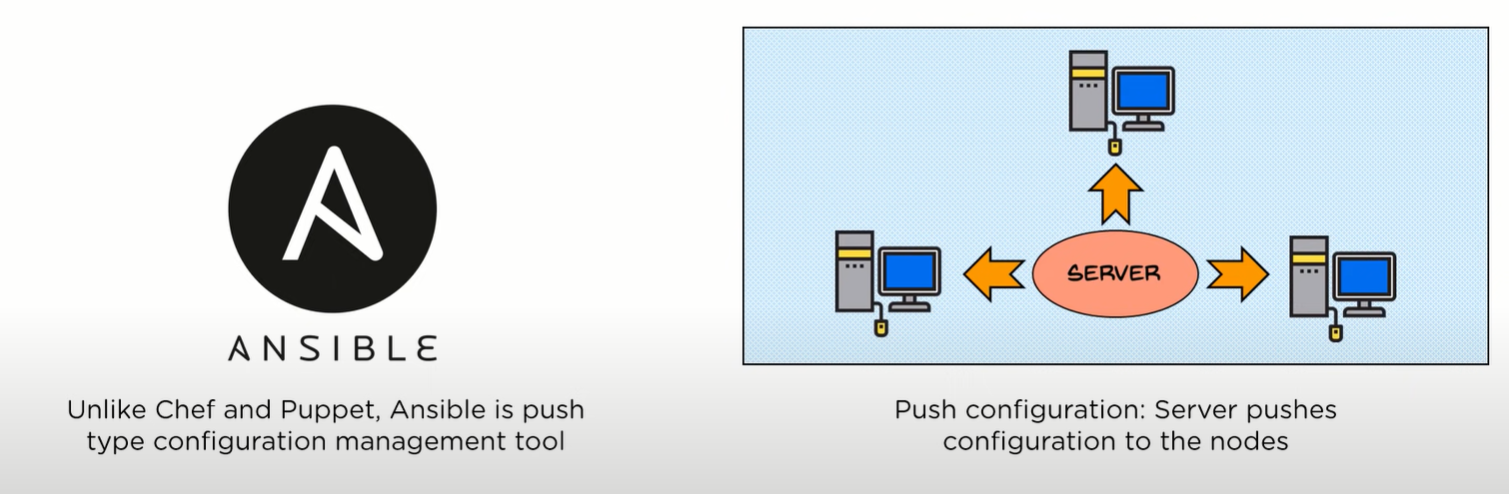 ANSIBLE
Unlike Chef and Puppet, Ansible is push
type configuration management tool
SERVER
Push configuration: Server pushes
configuration to the nodes